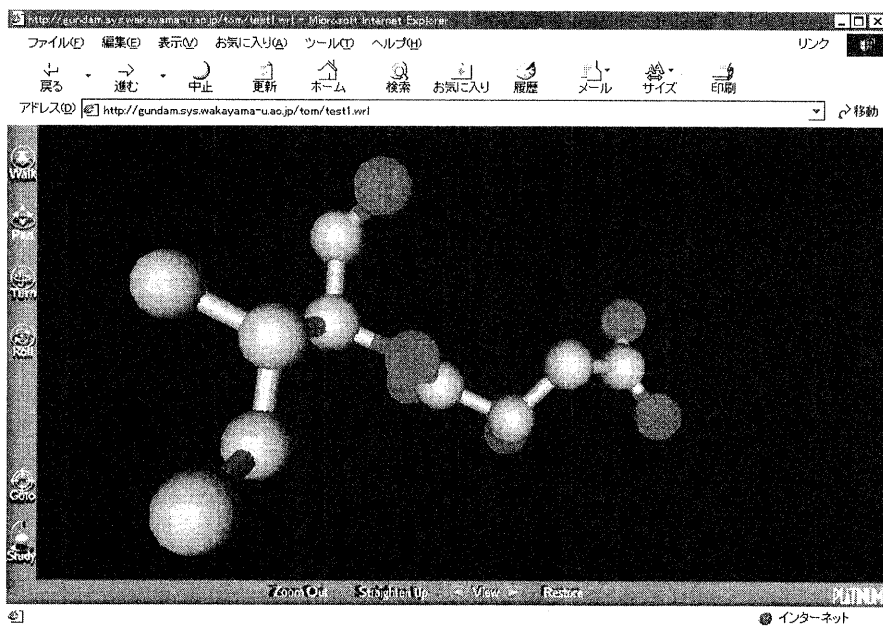 http://gundam.sys.wakayama-u.ac.jp/tom/test1.wrl - Microsoft Internet Explorer
ファイル(F) 編集(E) 表示(V) お気に入り(A) ツール(T) ヘルプ(H) リンク
戻る 進む 中止 更新 ホーム 検索 お気に入り 履歴 メール サイズ 印刷
アドレス(D) http://gundam.sys.wakayama-u.ac.jp/tom/test1.wrl 移動
Walk
Pan
Turn
Roll
Goto
Study
Zoom Out Straighten Up < View > Restore
インターネット